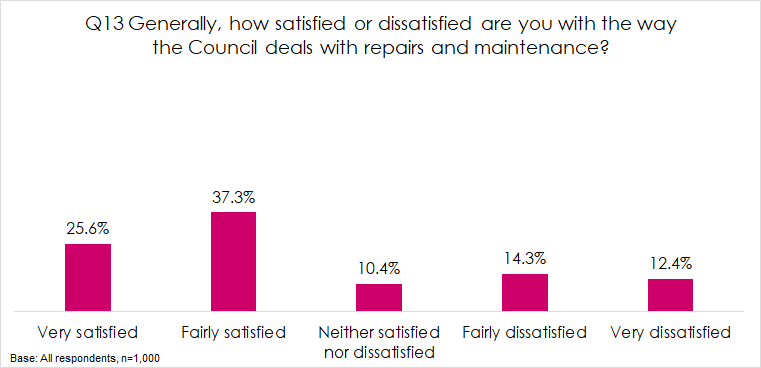 Q13 Generally, how satisfied or dissatisfied are you with the way
the Council deals with repairs and maintenance?
25.6%
37.3%
10.4%
14.3%
12.4%
Very satisfied
Fairly satisfied
Neither satisfied
nor dissatisfied
Fairly dissatisfied
Very dissatisfied
Base: All respondents, n=1,000